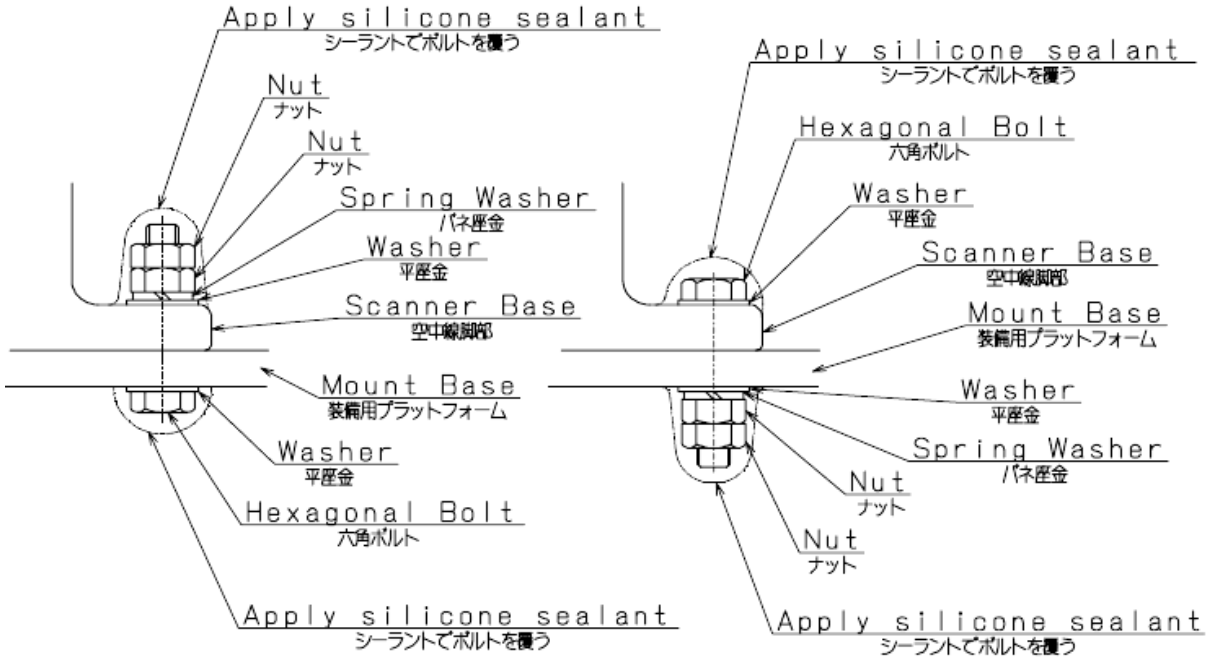 Apply silicone sealant
シーラントでボルトを覆う
Nut
ナット
Nut
ナット
Spring Washer
バネ座金
Washer
平座金
Scanner Base
空中線脚部
Mount Base
装備用プラットフォーム
Washer
平座金
Hexagonal Bolt
六角ボルト
Apply silicone sealant
シーラントでボルトを覆う
Apply silicone sealant
シーラントでボルトを覆う
Hexagonal Bolt
六角ボルト
Washer
平座金
Scanner Base
空中線脚部
Mount Base
装備用プラットフォーム
Washer
平座金
Spring Washer
バネ座金
Nut
ナット
Nut
ナット
Apply silicone sealant
シーラントでボルトを覆う